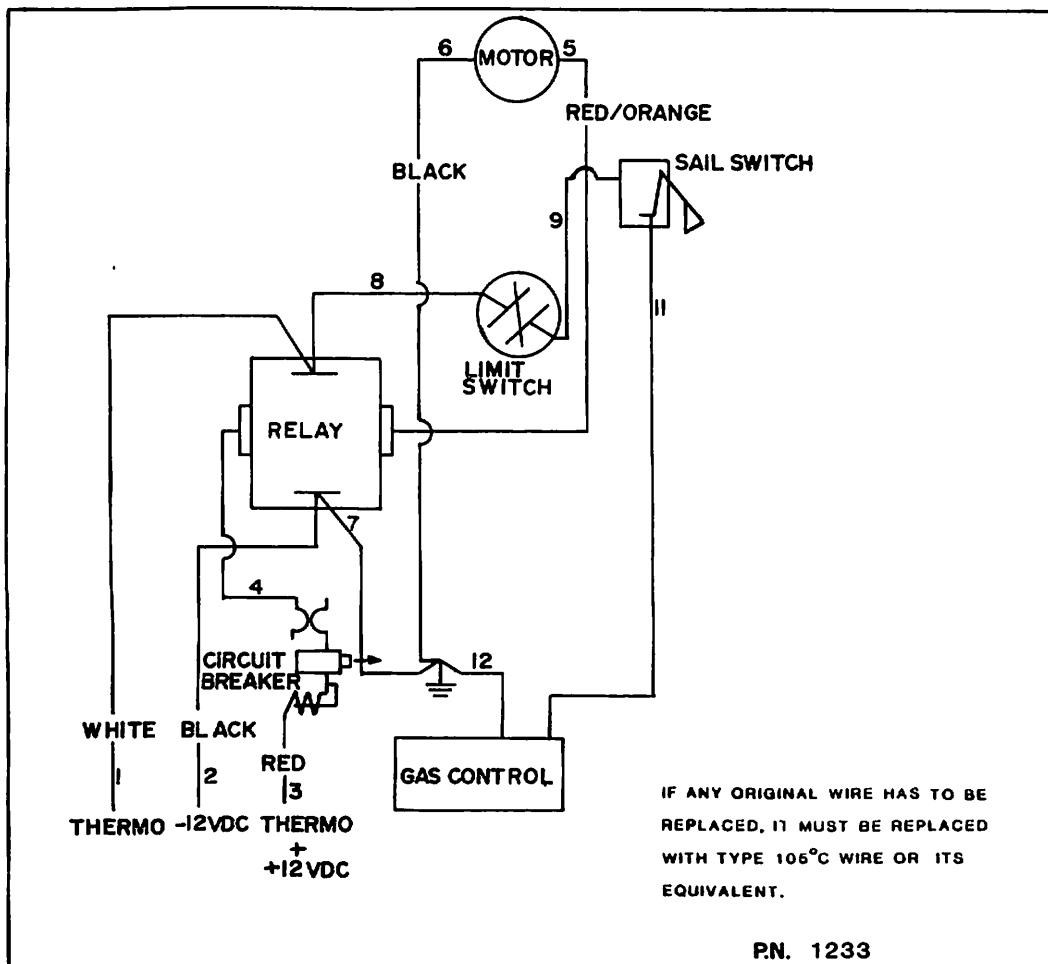 6
MOTOR
5
RED/ORANGE
BLACK
SAIL SWITCH
9
8
11
LIMIT
SWITCH
RELAY
7
4
CIRCUIT
BREAKER
12
WHITE
BLACK
RED
1
2
3
GAS CONTROL
THERMO
-12VDC
THERMO
+
+12VDC
IF ANY ORIGINAL WIRE HAS TO BE
REPLACED, IT MUST BE REPLACED
WITH TYPE 105°C WIRE OR ITS
EQUIVALENT.
P.N. 1233